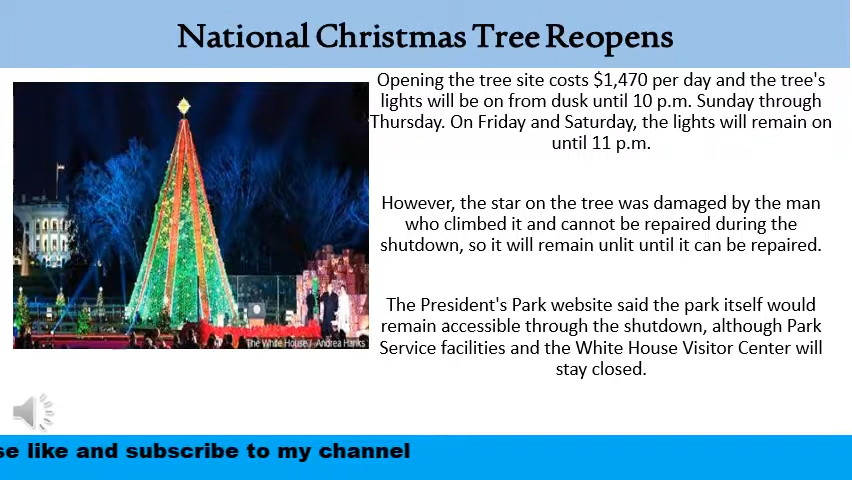 National Christmas Tree Reopens
Opening the tree site costs $1,470 per day and the tree's
lights will be on from dusk until 10 p.m. Sunday through
Thursday. On Friday and Saturday, the lights will remain on
until 11 p.m.
However, the star on the tree was damaged by the man
who climbed it and cannot be repaired during the
shutdown, so it will remain unlit until it can be repaired.
The White House / Andrea Hanks
The President's Park website said the park itself would
remain accessible through the shutdown, although Park
Service facilities and the White House Visitor Center will
stay closed.
se like and subscribe to my channel